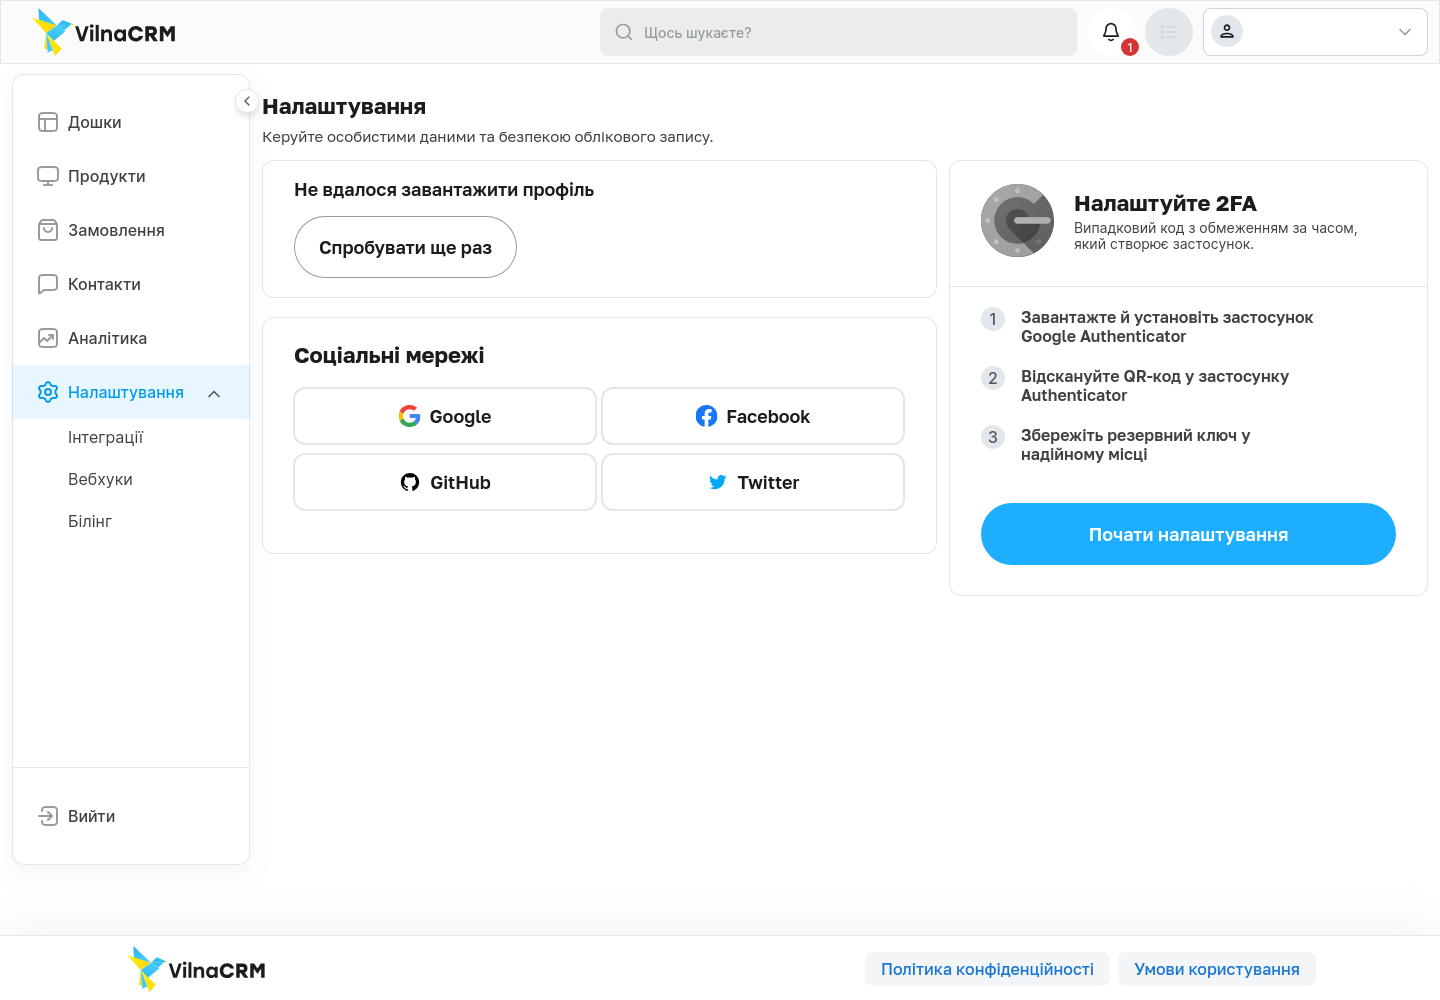 VilnaCRM
Щось шукаєте?
1
Дошки
Продукти
Замовлення
Контакти
Аналітика
Налаштування
Інтеграції
Вебхуки
Білінг
Вийти
Налаштування
Керуйте особистими даними та безпекою облікового запису.
Не вдалося завантажити профіль
Спробувати ще раз
Соціальні мережі
Google
Facebook
GitHub
Twitter
Налаштуйте 2FA
Випадковий код з обмеженням за часом,
який створює застосунок.
1
Завантажте й установіть застосунок
Google Authenticator
2
Відскануйте QR-код у застосунку
Authenticator
3
Збережіть резервний ключ у
надійному місці
Почати налаштування
VilnaCRM
Політика конфіденційності
Умови користування